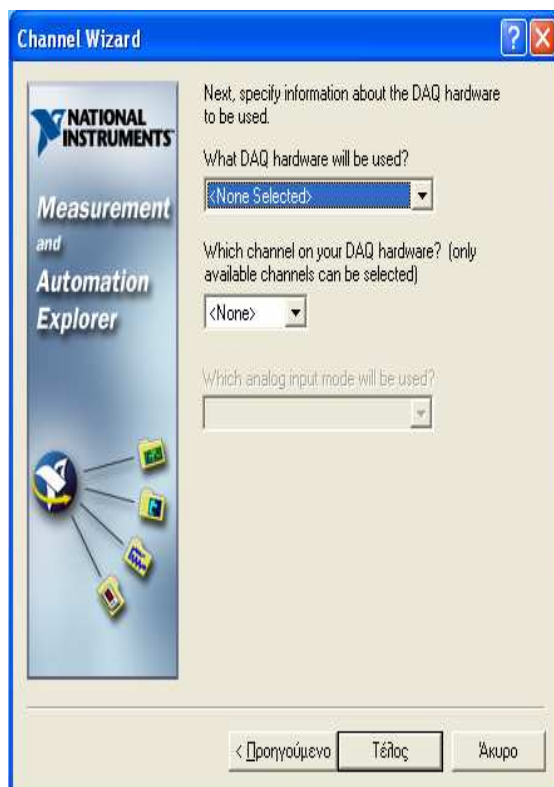 Channel Wizard
NATIONAL
INSTRUMENTS
Measurement
and
Automation
Explorer
Next, specify information about the DAQ hardware
to be used.
What DAQ hardware will be used?
<None Selected>
Which channel on your DAQ hardware? (only
available channels can be selected)
<None>
Which analog input mode will be used?
< Προηγούμενο
Τέλος
Άκυρο